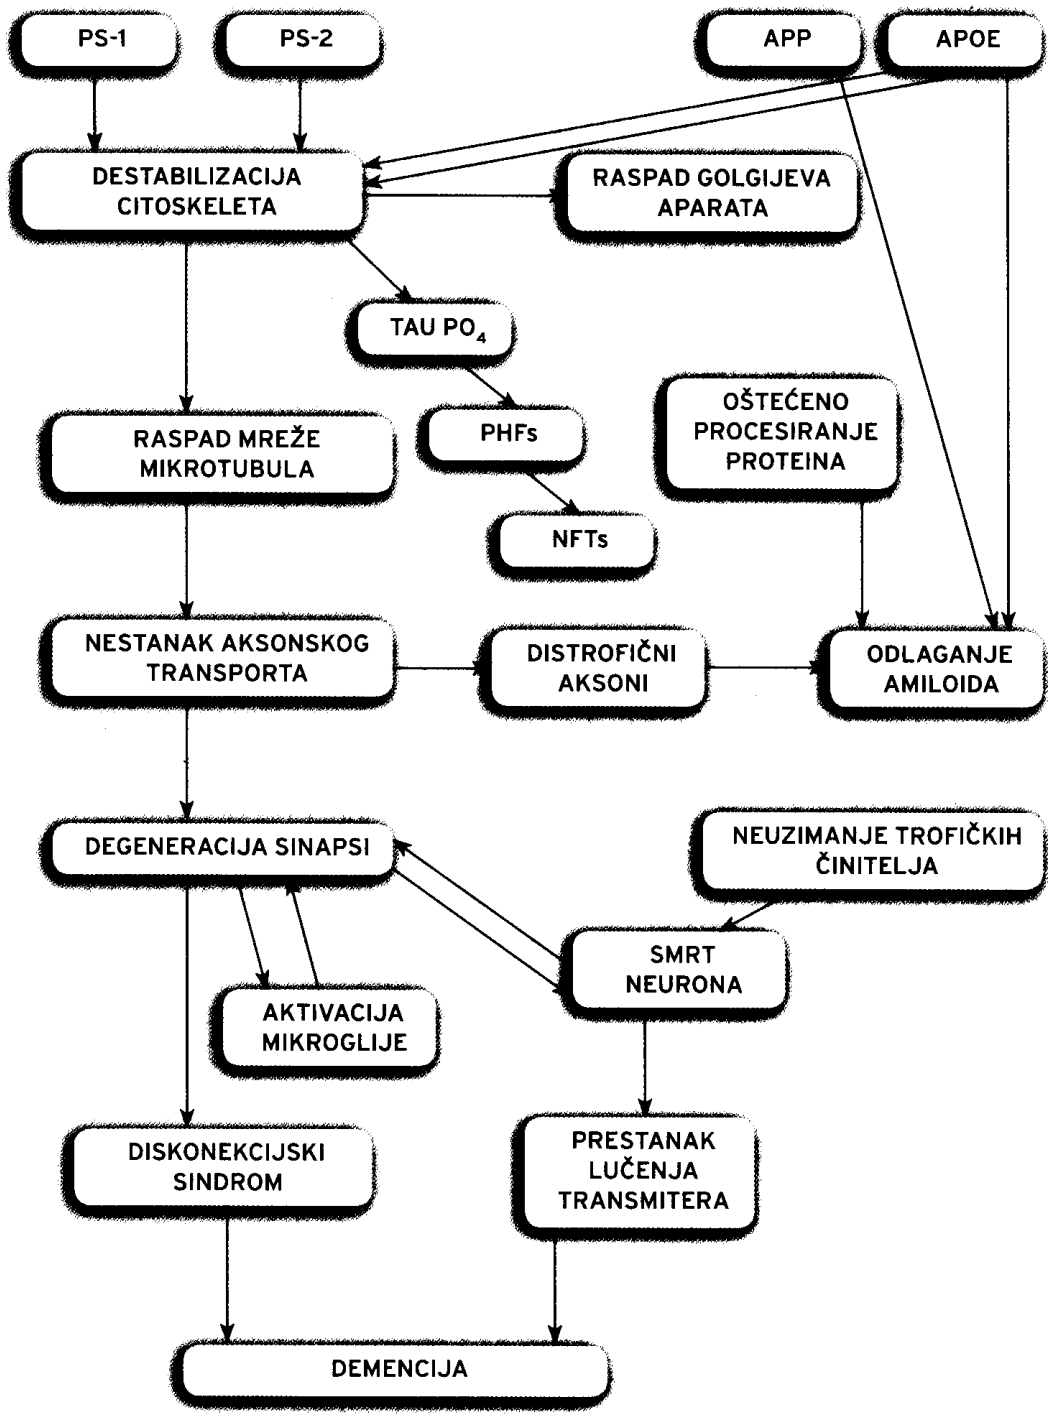 PS-1
PS-2
APP
APOE
DESTABILIZACIJA
CITOSKELETA
RASPAD GOLGIJEVA
APARATA
TAU PO₄
PHFs
NFTs
OŠTEĆENO
PROCESIRANJE
PROTEINA
RASPAD MREŽE
MIKROTUBULA
NESTANAK AKSONSKOG
TRANSPORTA
DISTROFIČNI
AKSONI
ODLAGANJE
AMILOIDA
DEGENERACIJA SINAPSI
NEUZIMANJE TROFIČKIH
ČINITELJA
SMRT
NEURONA
AKTIVACIJA
MIKROGLIJE
DISKONEKCIJSKI
SINDROM
PRESTANAK
LUČENJA
TRANSMITERA
DEMENCIJA